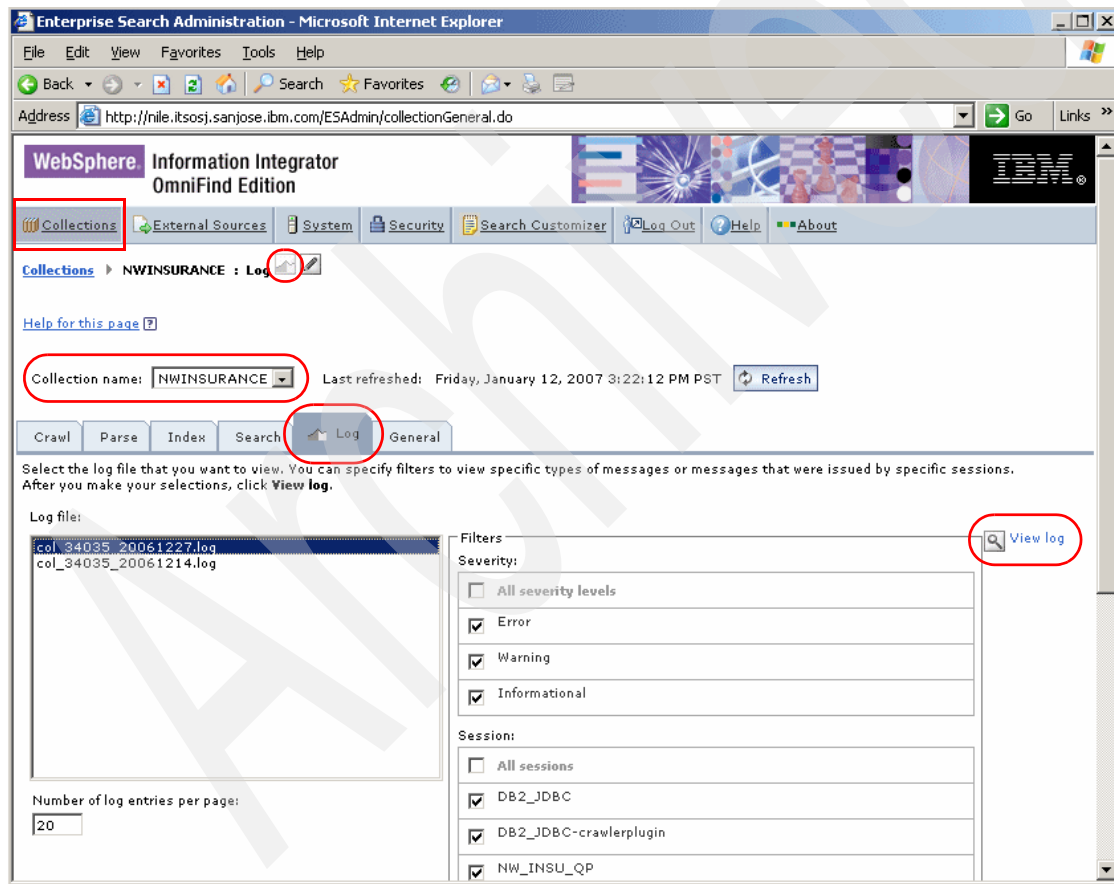 Enterprise Search Administration - Microsoft Internet Explorer
File Edit View Favorites Tools Help
Back Search Favorites
Address http://nile.itsosj.sanjose.ibm.com/ESAdmin/collectionGeneral.do Go Links »
WebSphere. Information Integrator
OmniFind Edition
IBM®
Collections External Sources System Security Search Customizer Log Out Help About
Collections NWINSURANCE : Log
Help for this page ?
Collection name: NWINSURANCE Last refreshed: Friday, January 12, 2007 3:22:12 PM PST Refresh
Crawl Parse Index Search Log General
Select the log file that you want to view. You can specify filters to view specific types of messages or messages that were issued by specific sessions.
After you make your selections, click View log.
Log file:
col_34035_20061227.log
col_34035_20061214.log
Number of log entries per page:
20
Filters
Severity:
All severity levels
Error
Warning
Informational
Session:
All sessions
DB2_JDBC
DB2_JDBC-crawlerplugin
NW_INSU_QP
View log
Archived